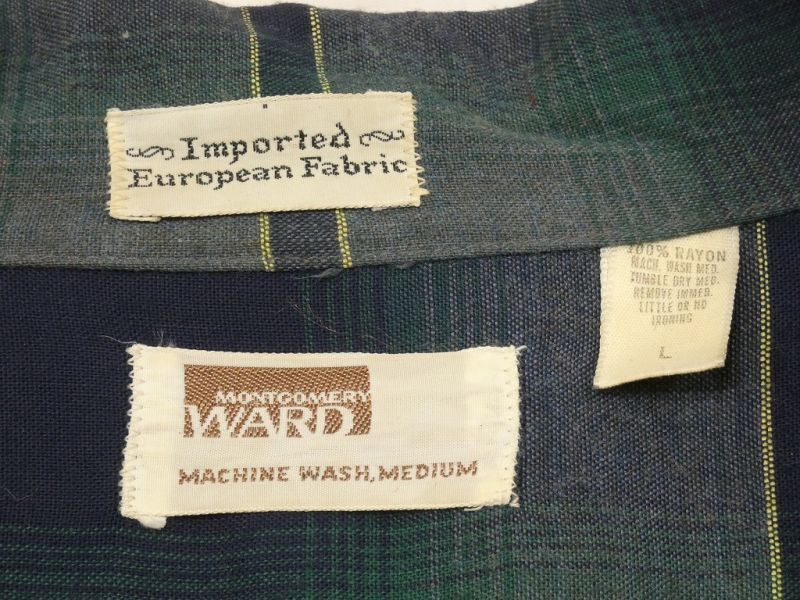 Imported
European Fabric
100% RAYON
MACH. WASH MED.
TUMBLE DRY MED.
REMOVE IMMED.
LITTLE OR NO
IRONING
L
MONTGOMERY
WARD
MACHINE WASH, MEDIUM